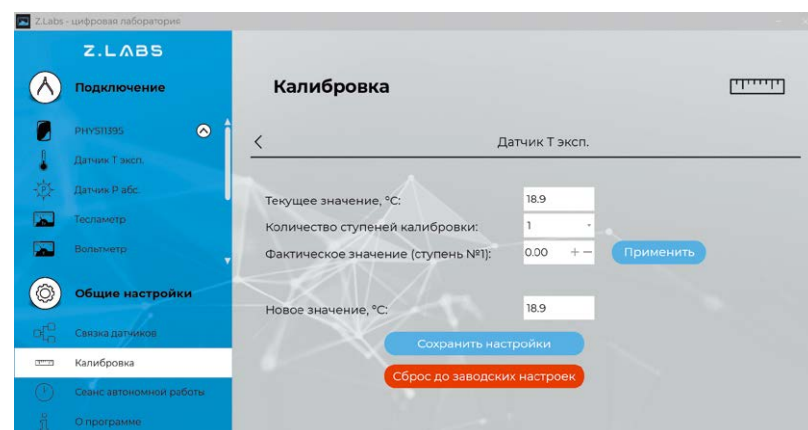 Z.Labs - цифровая лаборатория
Z.LABS
Подключение
PHYS11395
Датчик Т эксп.
Датчик Р абс.
Тесламетр
Вольтметр
Общие настройки
Связка датчиков
Калибровка
Сеанс автономной работы
О программе
Калибровка
Датчик Т эксп.
Текущее значение, °C: 18.9
Количество ступеней калибровки: 1
Фактическое значение (ступень №1): 0.00 + − Применить
Новое значение, °C: 18.9
Сохранить настройки
Сброс до заводских настроек